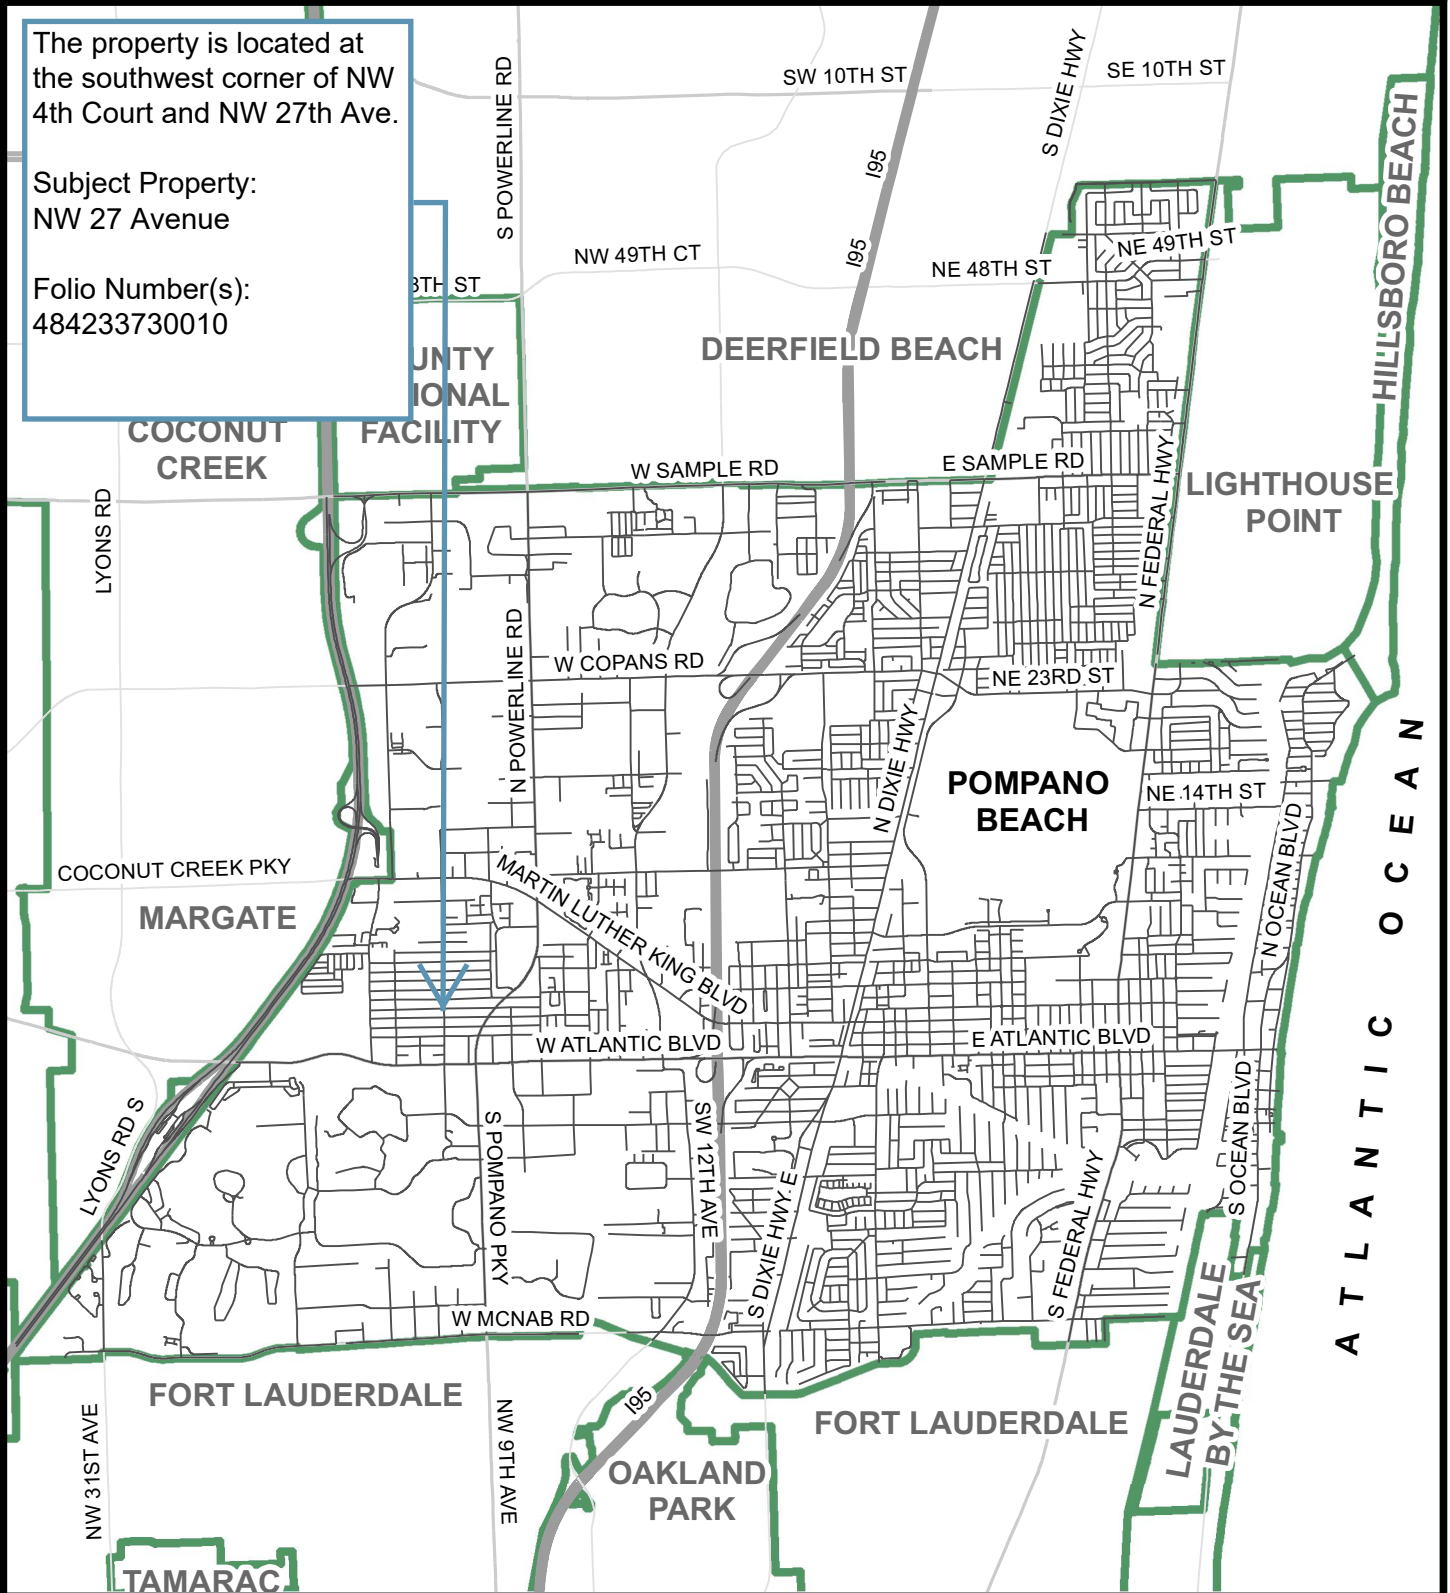 The property is located at
the southwest corner of NW
4th Court and NW 27th Ave.
Subject Property:
NW 27 Avenue
Folio Number(s):
484233730010
S POWERLINE RD
SW 10TH ST
S DIXIE HWY
SE 10TH ST
HILLSBORO BEACH
I95
I95
NW 49TH CT
NE 48TH ST
NE 49TH ST
8TH ST
DEERFIELD BEACH
UNTY
IONAL
FACILITY
COCONUT
CREEK
W SAMPLE RD
E SAMPLE RD
N FEDERAL HWY
LIGHTHOUSE
POINT
LYONS RD
N POWERLINE RD
W COPANS RD
NE 23RD ST
N DIXIE HWY
POMPANO
BEACH
NE 14TH ST
N OCEAN BLVD
ATLANTIC OCEAN
COCONUT CREEK PKY
MARGATE
MARTIN LUTHER KING BLVD
W ATLANTIC BLVD
E ATLANTIC BLVD
LYONS RD S
S POMPANO PKY
SW 12TH AVE
S DIXIE HWY E
S FEDERAL HWY
S OCEAN BLVD
W MCNAB RD
LAUDERDALE
BY THE SEA
FORT LAUDERDALE
I95
FORT LAUDERDALE
NW 31ST AVE
NW 9TH AVE
OAKLAND
PARK
TAMARAC